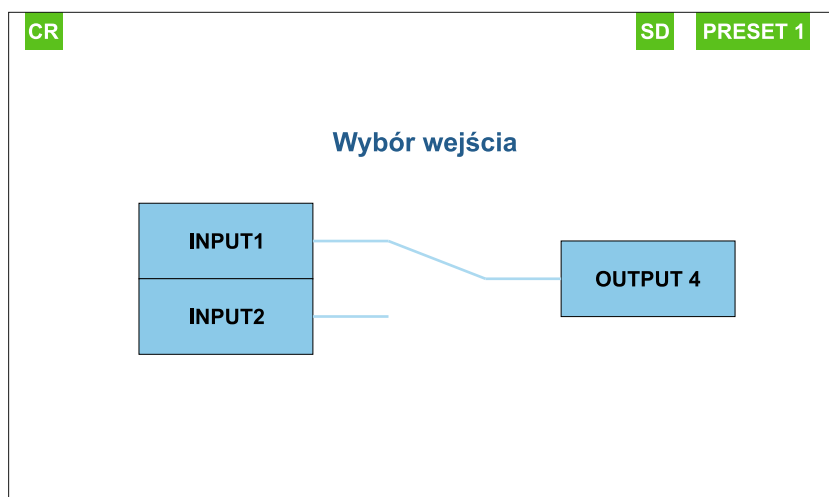 CR SD PRESET 1
Wybór wejścia
INPUT1
OUTPUT 4
INPUT2